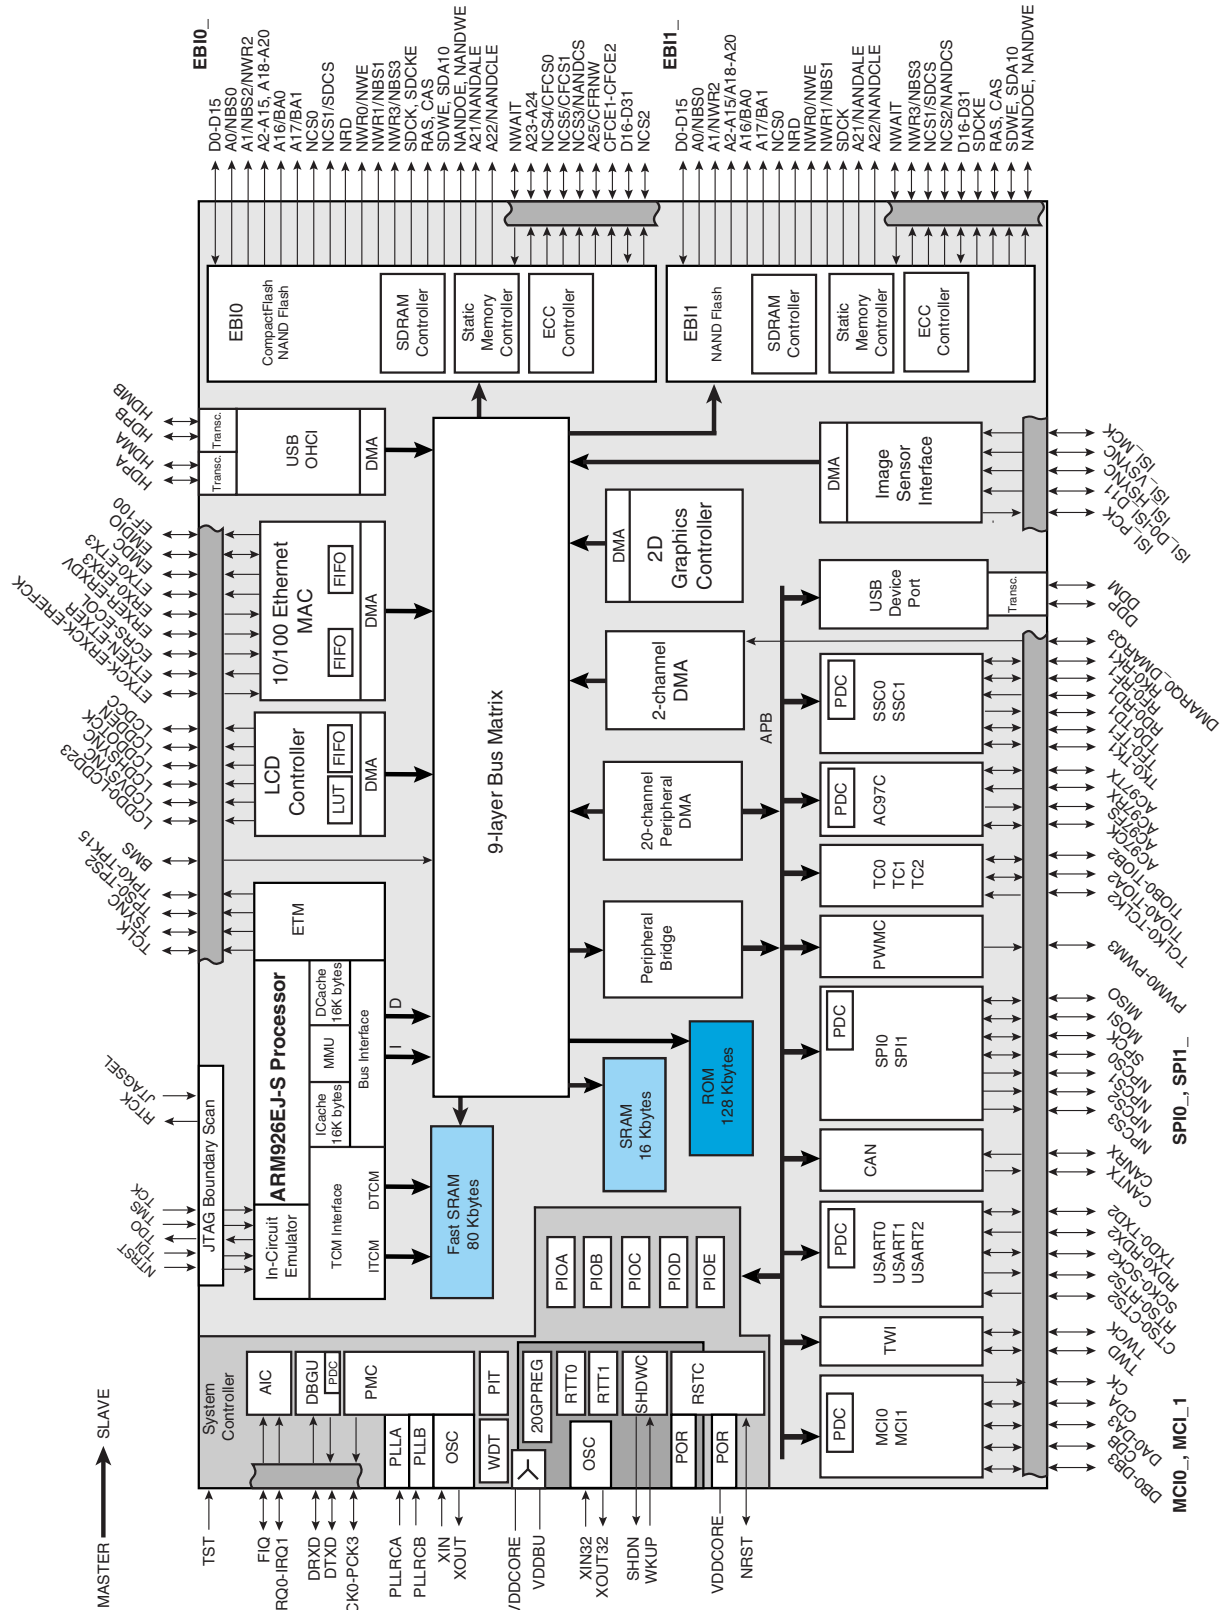 MASTER
SLAVE
EBI0_
D0-D15
A0/NBS0
A1/NBS2/NWR2
A2-A15, A18-A20
A16/BA0
A17/BA1
NCS0
NCS1/SDCS
NRD
NWR0/NWE
NWR1/NBS1
NWR3/NBS3
SDCK, SDCKE
RAS, CAS
SDWE, SDA10
NANDOE, NANDWE
A21/NANDALE
A22/NANDCLE
NWAIT
A23-A24
NCS4/CFCS0
NCS5/CFCS1
NCS3/NANDCS
A25/CFRNW
CFCE1-CFCE2
D16-D31
NCS2
EBI1_
D0-D15
A0/NBS0
A1/NWR2
A2-A15/A18-A20
A16/BA0
A17/BA1
NCS0
NRD
NWR0/NWE
NWR1/NBS1
SDCK
A21/NANDALE
A22/NANDCLE
NWAIT
NWR3/NBS3
NCS1/SDCS
NCS2/NANDCS
D16-D31
SDCKE
RAS, CAS
SDWE, SDA10
NANDOE, NANDWE
EBI0
CompactFlash
NAND Flash
SDRAM
Controller
Static
Memory
Controller
ECC
Controller
EBI1
NAND Flash
SDRAM
Controller
Static
Memory
Controller
ECC
Controller
HDPA
HDMA
HDPB
HDMB
Transc.
Transc.
USB
OHCI
DMA
ETXCK-ERXCK-EREFCK
ETXEN-ETXER
ECRS-ECOL
ERXER-ERXDV
ERX0-ERX3
ETX0-ETX3
EMDC
EMDIO
EF100
10/100 Ethernet
MAC
FIFO
FIFO
DMA
LCDD0-LCDD23
LCDVSYNC
LCDHSYNC
LCDDOTCK
LCDDEN
LCDCC
LCD
Controller
LUT
FIFO
DMA
TCLK
TSYNC
TPS0-TPS2
TPK0-TPK15
BMS
ETM
ARM926EJ-S Processor
In-Circuit
Emulator
TCM Interface
ICache
16K bytes
MMU
DCache
16K bytes
Bus Interface
ITCM
DTCM
I
D
NTRST
TDI
TDO
TMS
TCK
RTCK
JTAGSEL
JTAG Boundary Scan
9-layer Bus Matrix
Fast SRAM
80 Kbytes
SRAM
16 Kbytes
ROM
128 Kbytes
Peripheral
Bridge
20-channel
Peripheral
DMA
2-channel
DMA
DMA
2D
Graphics
Controller
APB
DMA
Image
Sensor
Interface
ISI_PCK
ISI_D0-ISI_D11
ISI_HSYNC
ISI_VSYNC
ISI_MCK
USB
Device
Port
Transc.
DDP
DDM
PDC
SSC0
SSC1
TK0-TK1
TF0-TF1
TD0-TD1
RD0-RD1
RF0-RF1
RK0-RK1
DMARQ0_DMARQ3
PDC
AC97C
AC97CK
AC97FS
AC97RX
AC97TX
TC0
TC1
TC2
TCLK0-TCLK2
TIOA0-TIOA2
TIOB0-TIOB2
PWMC
PWM0-PWM3
PDC
SPI0
SPI1
NPCS3
NPCS2
NPCS1
NPCS0
SPCK
MOSI
MISO
SPI0_, SPI1_
CAN
CANTX
CANRX
PDC
USART0
USART1
USART2
CTS0-CTS2
RTS0-RTS2
SCK0-SCK2
RDX0-RDX2
TXD0-TXD2
TWI
TWD
TWCK
PDC
MCI0
MCI1
DB0-DB3
CDB
DA0-DA3
CDA
CK
MCI0_, MCI_1
PIOA
PIOB
PIOC
PIOD
PIOE
System
Controller
AIC
DBGU
PDC
PMC
PLLA
PLLB
OSC
PIT
WDT
20GPREG
RTT0
RTT1
OSC
SHDWC
RSTC
POR
POR
TST
FIQ
RQ0-IRQ1
DRXD
DTXD
CK0-PCK3
PLLRCA
PLLRCB
XIN
XOUT
VDDCORE
VDDBU
XIN32
XOUT32
SHDN
WKUP
VDDCORE
NRST